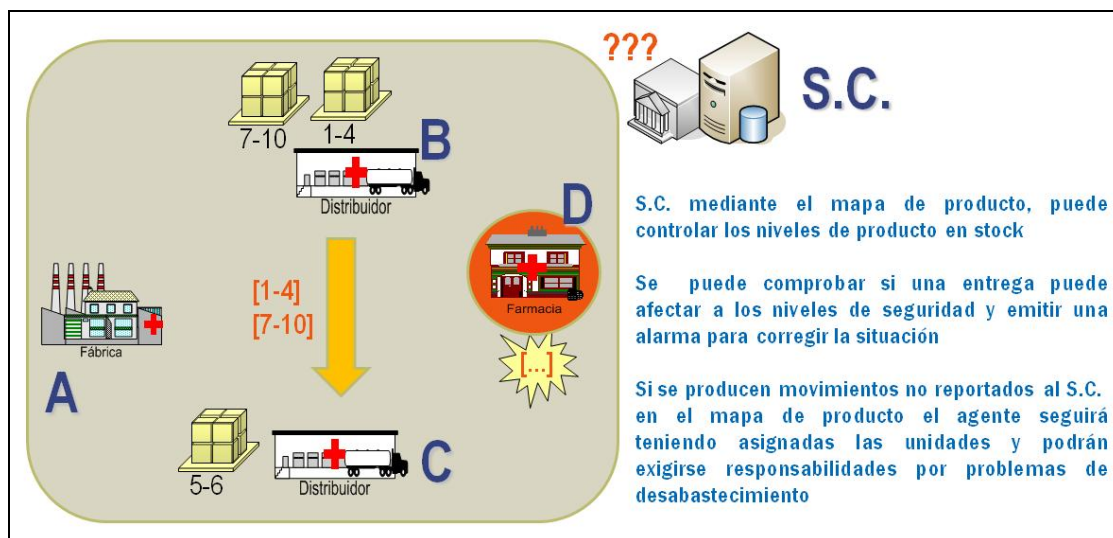 ???
S.C.
7-10
1-4
B
Distribuidor
D
Farmacia
[...]
[1-4]
[7-10]
Fábrica
A
5-6
C
Distribuidor
S.C. mediante el mapa de producto, puede
controlar los niveles de producto en stock
Se puede comprobar si una entrega puede
afectar a los niveles de seguridad y emitir una
alarma para corregir la situación
Si se producen movimientos no reportados al S.C.
en el mapa de producto el agente seguirá
teniendo asignadas las unidades y podrán
exigirse responsabilidades por problemas de
desabastecimiento